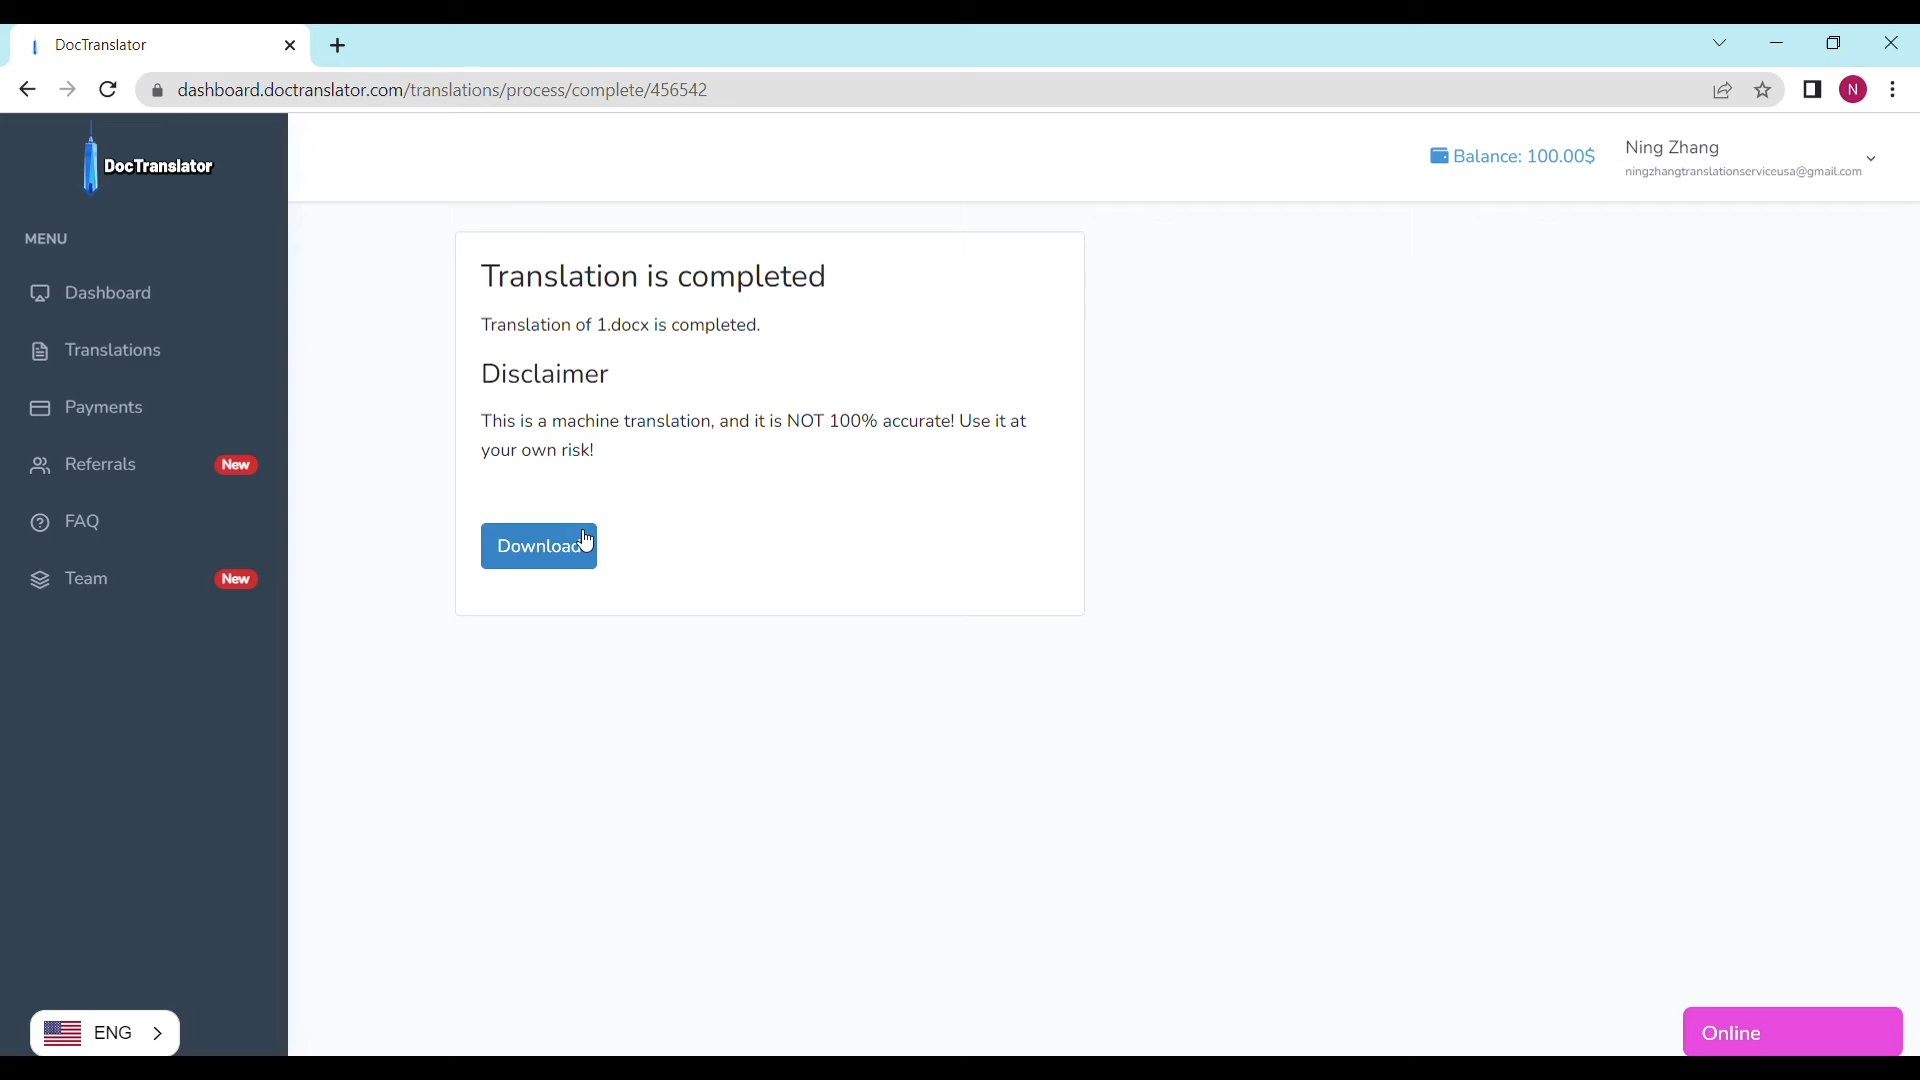 DocTranslator
dashboard.doctranslator.com/translations/process/complete/456542
N
DocTranslator
Balance: 100.00$
Ning Zhang
ningzhangtranslationserviceusa@gmail.com
MENU
Dashboard
Translations
Payments
Referrals New
FAQ
Team New
Translation is completed
Translation of 1.docx is completed.
Disclaimer
This is a machine translation, and it is NOT 100% accurate! Use it at
your own risk!
Download
ENG
Online